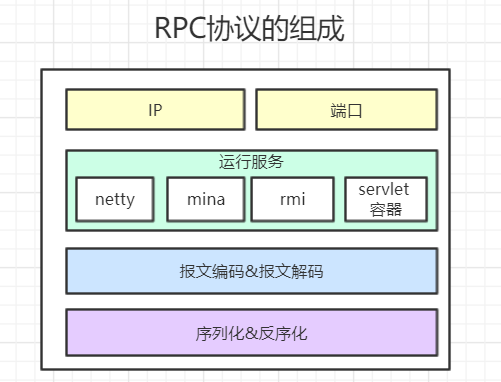 RPC协议的组成
IP
端口
运行服务
netty
mina
rmi
servlet
容器
报文编码&报文解码
序列化&反序化